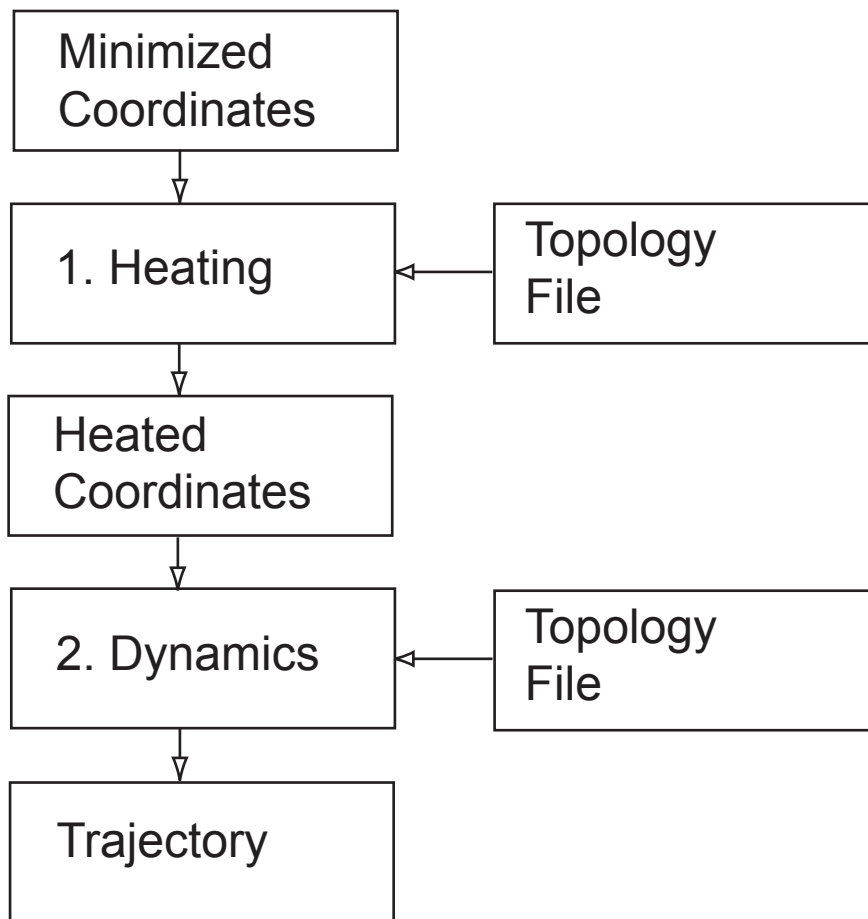 Minimized
Coordinates
1. Heating
Topology
File
Heated
Coordinates
2. Dynamics
Topology
File
Trajectory